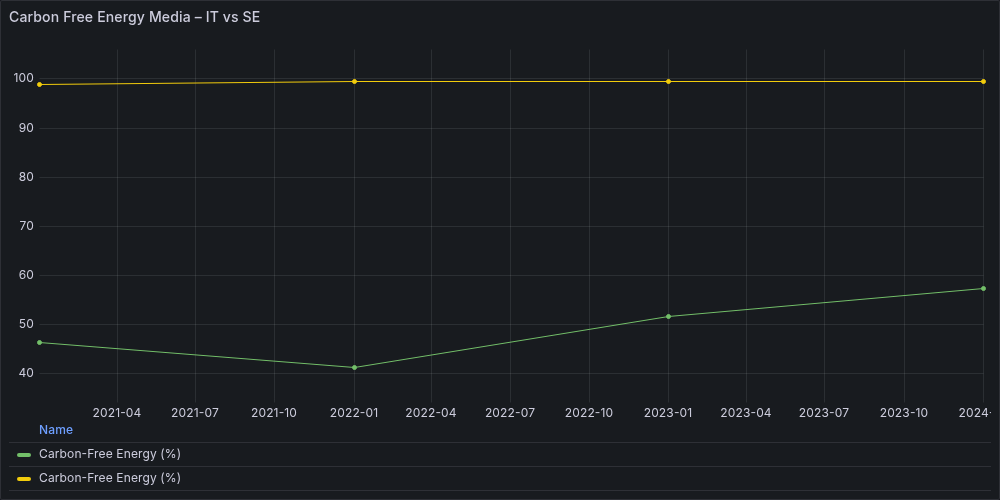 Carbon Free Energy Media – IT vs SE
100
90
80
70
60
50
40
2021-04 2021-07 2021-10 2022-01 2022-04 2022-07 2022-10 2023-01 2023-04 2023-07 2023-10 2024-
Name
Carbon-Free Energy (%)
Carbon-Free Energy (%)